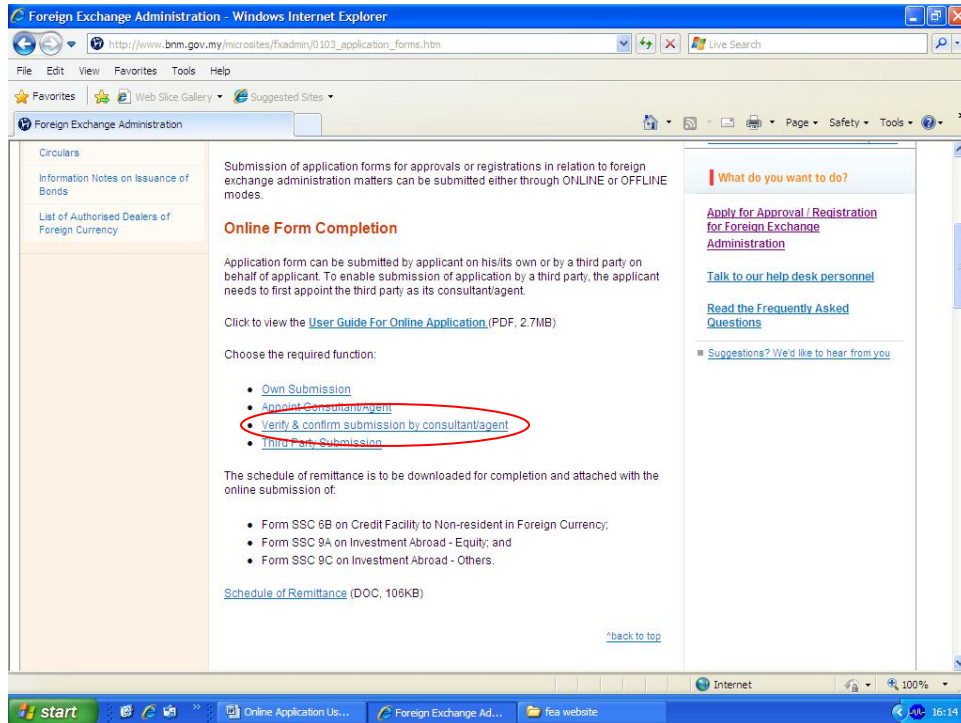 Foreign Exchange Administration - Windows Internet Explorer
http://www.bnm.gov.my/microsites/fxadmin/0103_application_forms.htm
Live Search
File Edit View Favorites Tools Help
Favorites
Web Slice Gallery
Suggested Sites
Foreign Exchange Administration
Page
Safety
Tools
Circulars
Information Notes on Issuance of
Bonds
List of Authorised Dealers of
Foreign Currency
Submission of application forms for approvals or registrations in relation to foreign
exchange administration matters can be submitted either through ONLINE or OFFLINE
modes.
Online Form Completion
Application form can be submitted by applicant on his/its own or by a third party on
behalf of applicant. To enable submission of application by a third party, the applicant
needs to first appoint the third party as its consultant/agent.
Click to view the User Guide For Online Application.(PDF, 2.7MB)
Choose the required function:
Own Submission
Appoint Consultant/Agent
Verify & confirm submission by consultant/agent
Third Party Submission
The schedule of remittance is to be downloaded for completion and attached with the
online submission of:
Form SSC 6B on Credit Facility to Non-resident in Foreign Currency;
Form SSC 9A on Investment Abroad - Equity; and
Form SSC 9C on Investment Abroad - Others.
Schedule of Remittance (DOC, 106KB)
^back to top
What do you want to do?
Apply for Approval / Registration
for Foreign Exchange
Administration
Talk to our help desk personnel
Read the Frequently Asked
Questions
Suggestions? We'd like to hear from you
Internet
100%
start
Online Application Us...
Foreign Exchange Ad...
fea website
16:14